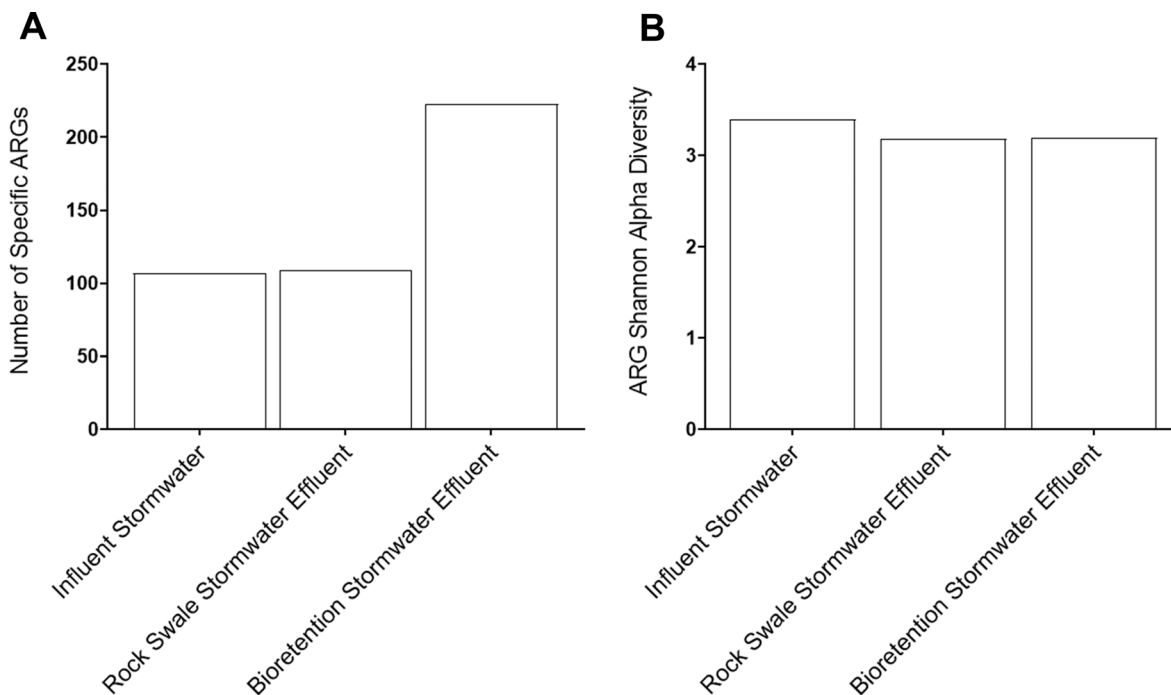 A
Number of Specific ARGs
250
200
150
100
50
0
Influent Stormwater
Rock Swale Stormwater Effluent
Bioretention Stormwater Effluent
B
ARG Shannon Alpha Diversity
4
3
2
1
0
Influent Stormwater
Rock Swale Stormwater Effluent
Bioretention Stormwater Effluent